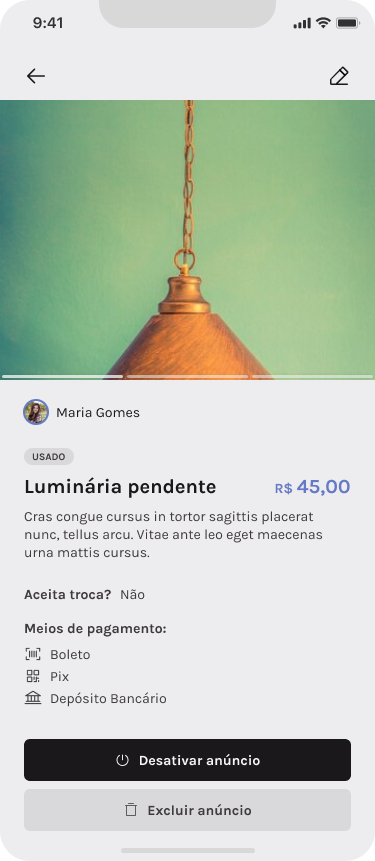 9:41
Maria Gomes
USADO
Luminária pendente
R$ 45,00
Cras congue cursus in tortor sagittis placerat
nunc, tellus arcu. Vitae ante leo eget maecenas
urna mattis cursus.
Aceita troca? Não
Meios de pagamento:
Boleto
Pix
Depósito Bancário
Desativar anúncio
Excluir anúncio